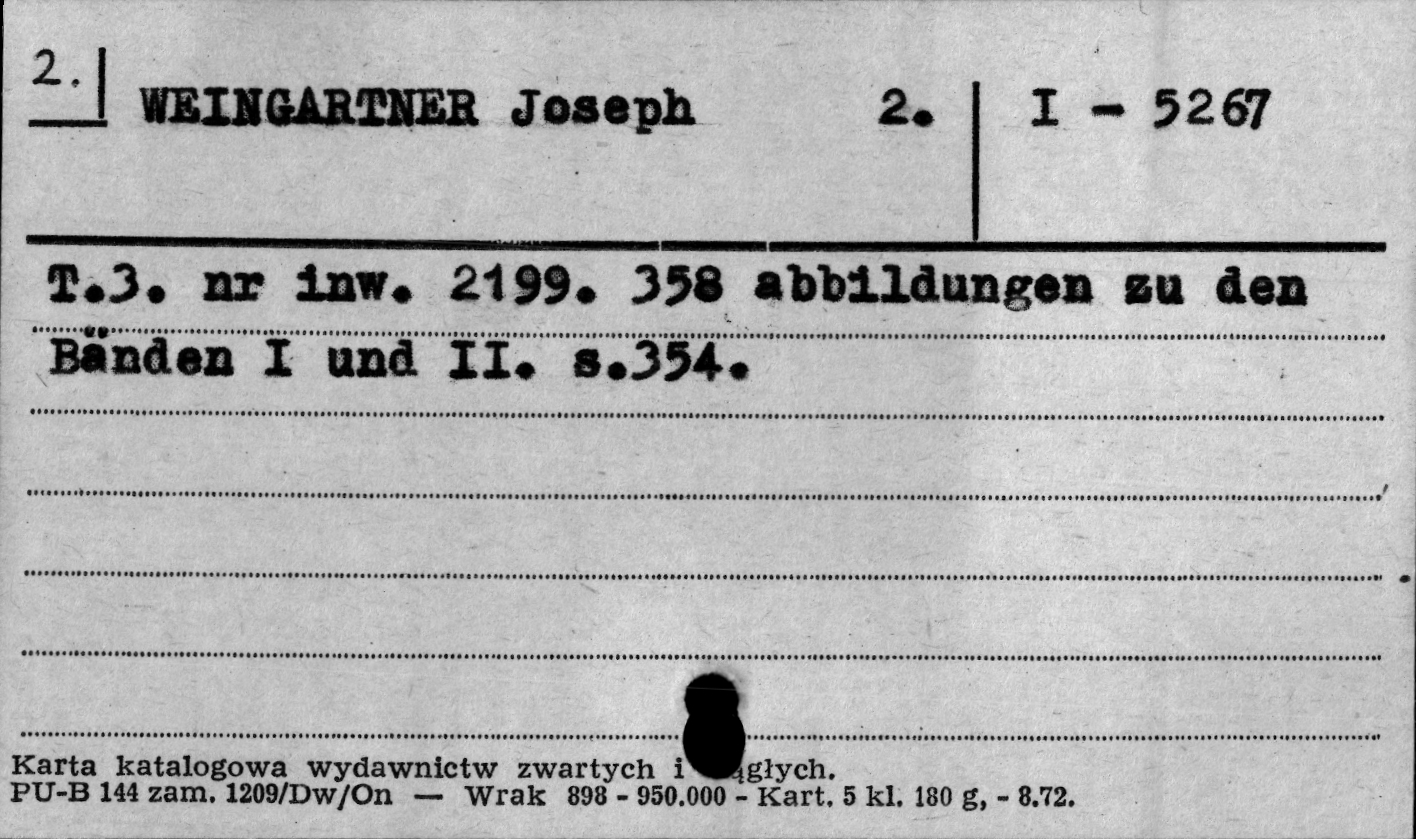 2.
WEINGARTNER Joseph 2. I - 5267
T.3. nr inw. 2199. 358 abbildungen zu den
Bänden I und II. s.354.
Karta katalogowa wydawnictw zwartych i ągłych.
PU-B 144 zam. 1209/Dw/On — Wrak 898 - 950.000 - Kart. 5 kl. 180 g, - 8.72.